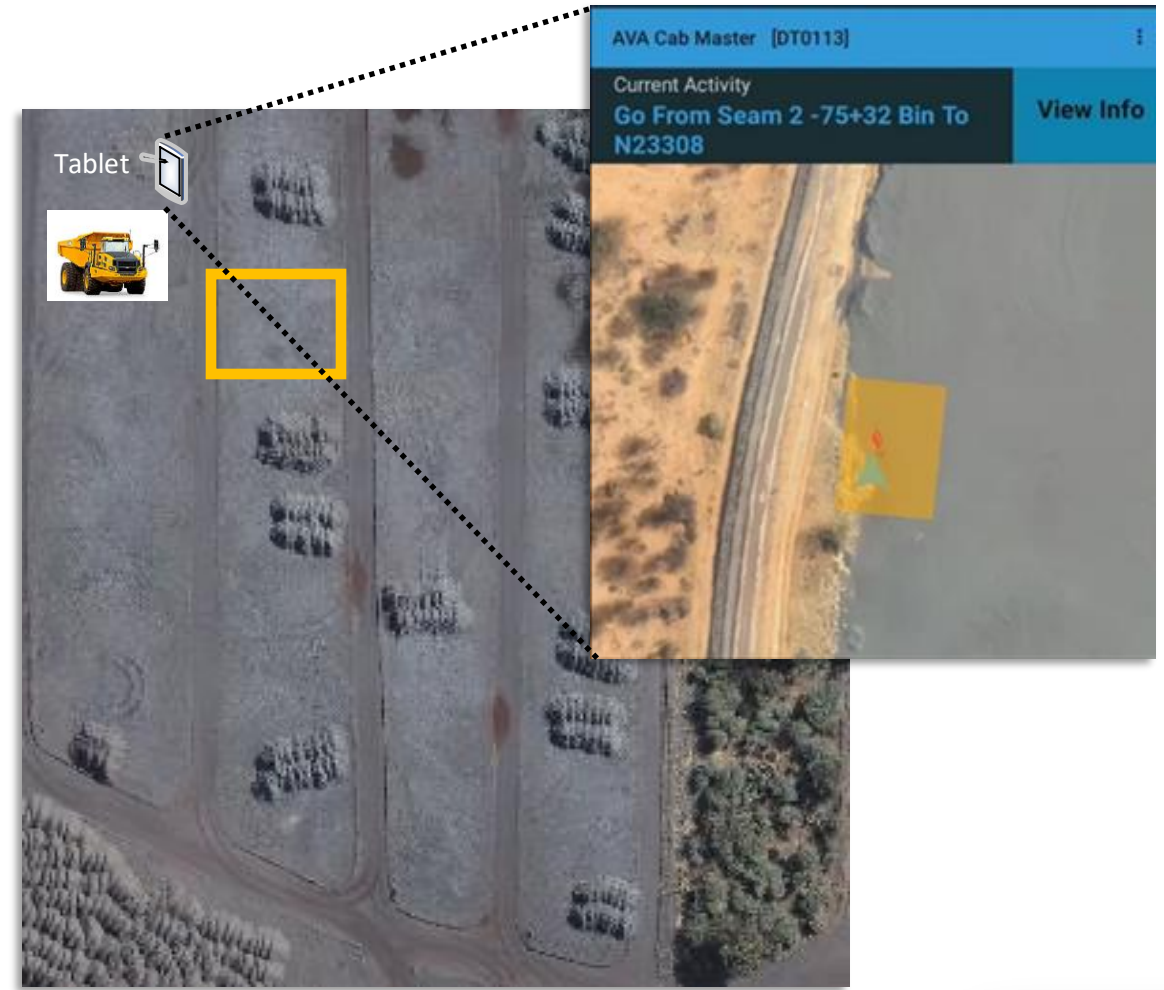 AVA Cab Master [DT0113]
Current Activity
Go From Seam 2 -75+32 Bin To
N23308
View Info
Tablet